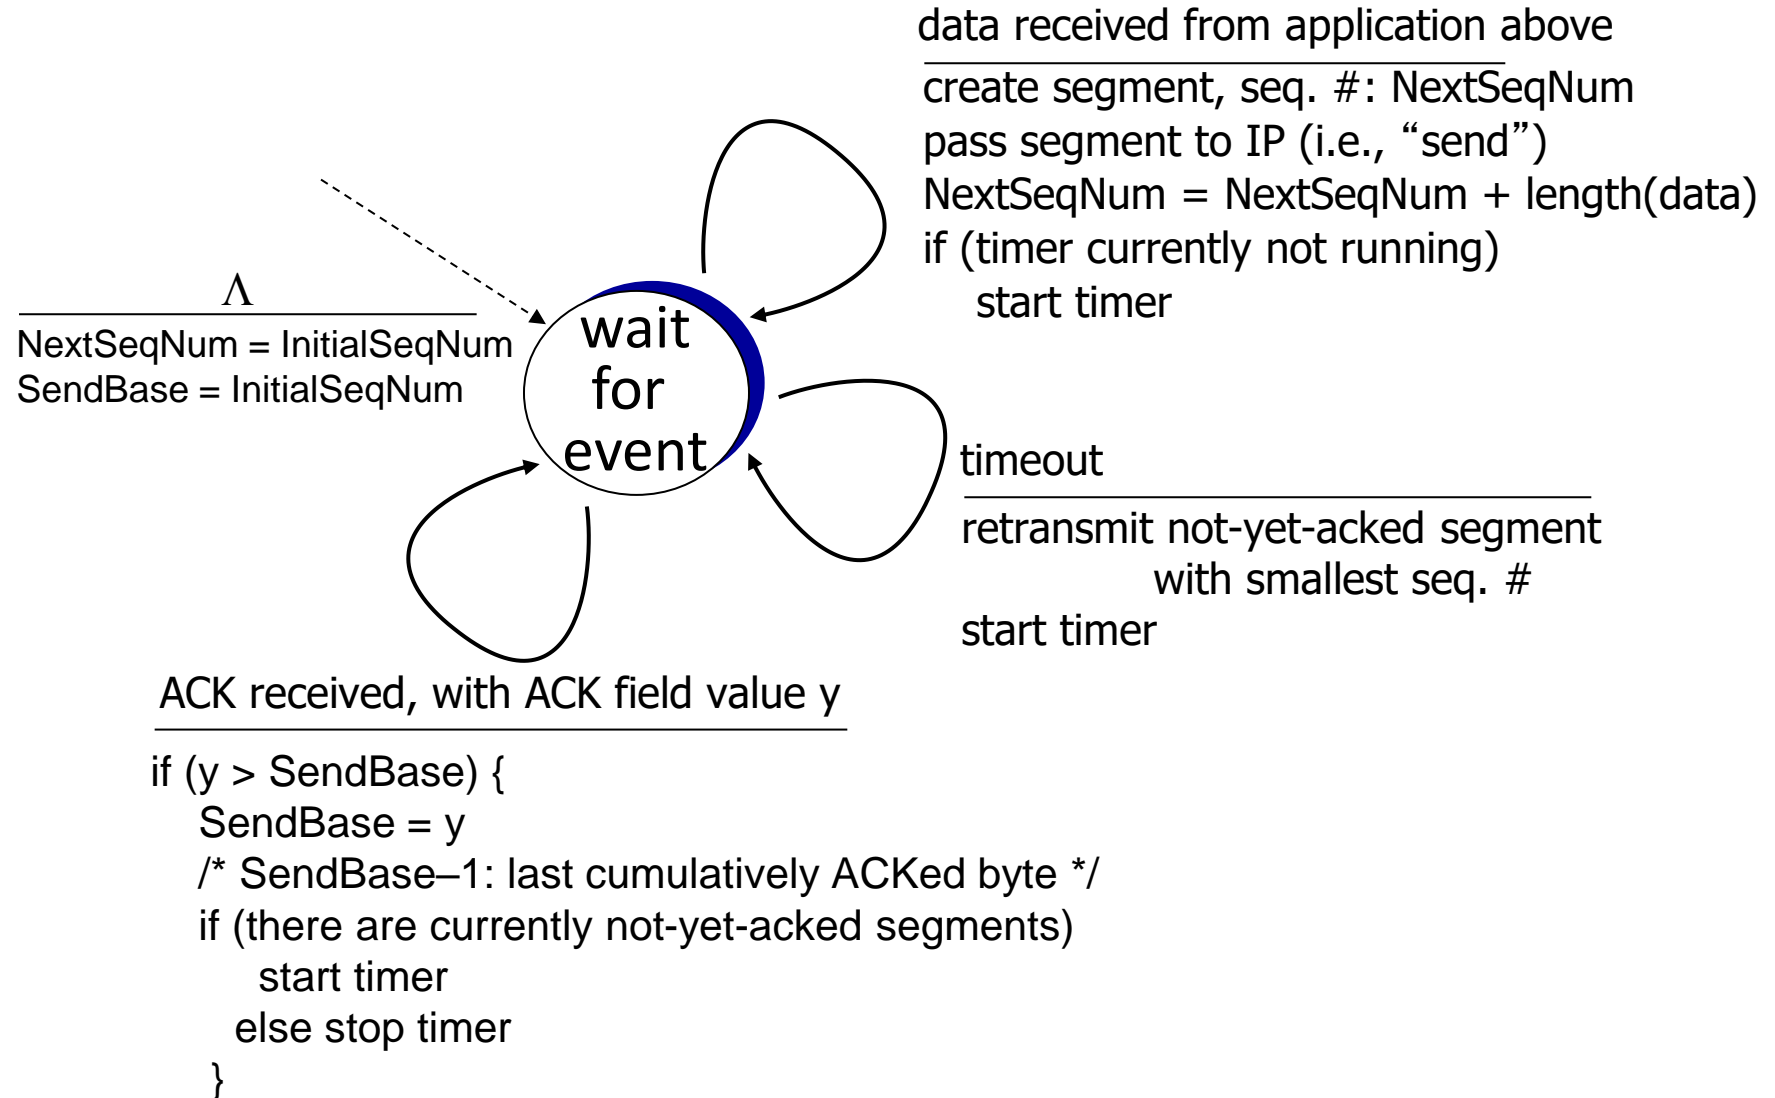 data received from application above
create segment, seq. #: NextSeqNum
pass segment to IP (i.e., “send”)
NextSeqNum = NextSeqNum + length(data)
if (timer currently not running)
start timer
Λ
NextSeqNum = InitialSeqNum
SendBase = InitialSeqNum
wait
for
event
timeout
retransmit not-yet-acked segment
with smallest seq. #
start timer
ACK received, with ACK field value y
if (y > SendBase) {
SendBase = y
/* SendBase–1: last cumulatively ACKed byte */
if (there are currently not-yet-acked segments)
start timer
else stop timer
}